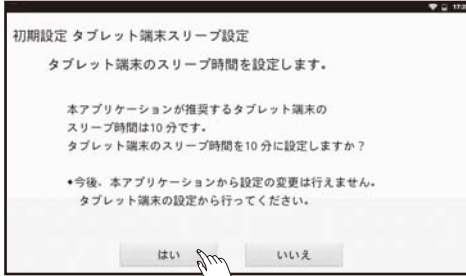 初期設定 タブレット端末スリープ設定
タブレット端末のスリープ時間を設定します。
本アプリケーションが推奨するタブレット端末の
スリープ時間は10 分です。
タブレット端末のスリープ時間を10 分に設定しますか？
•今後、本アプリケーションから設定の変更は行えません。
タブレット端末の設定から行ってください。
はい
いいえ